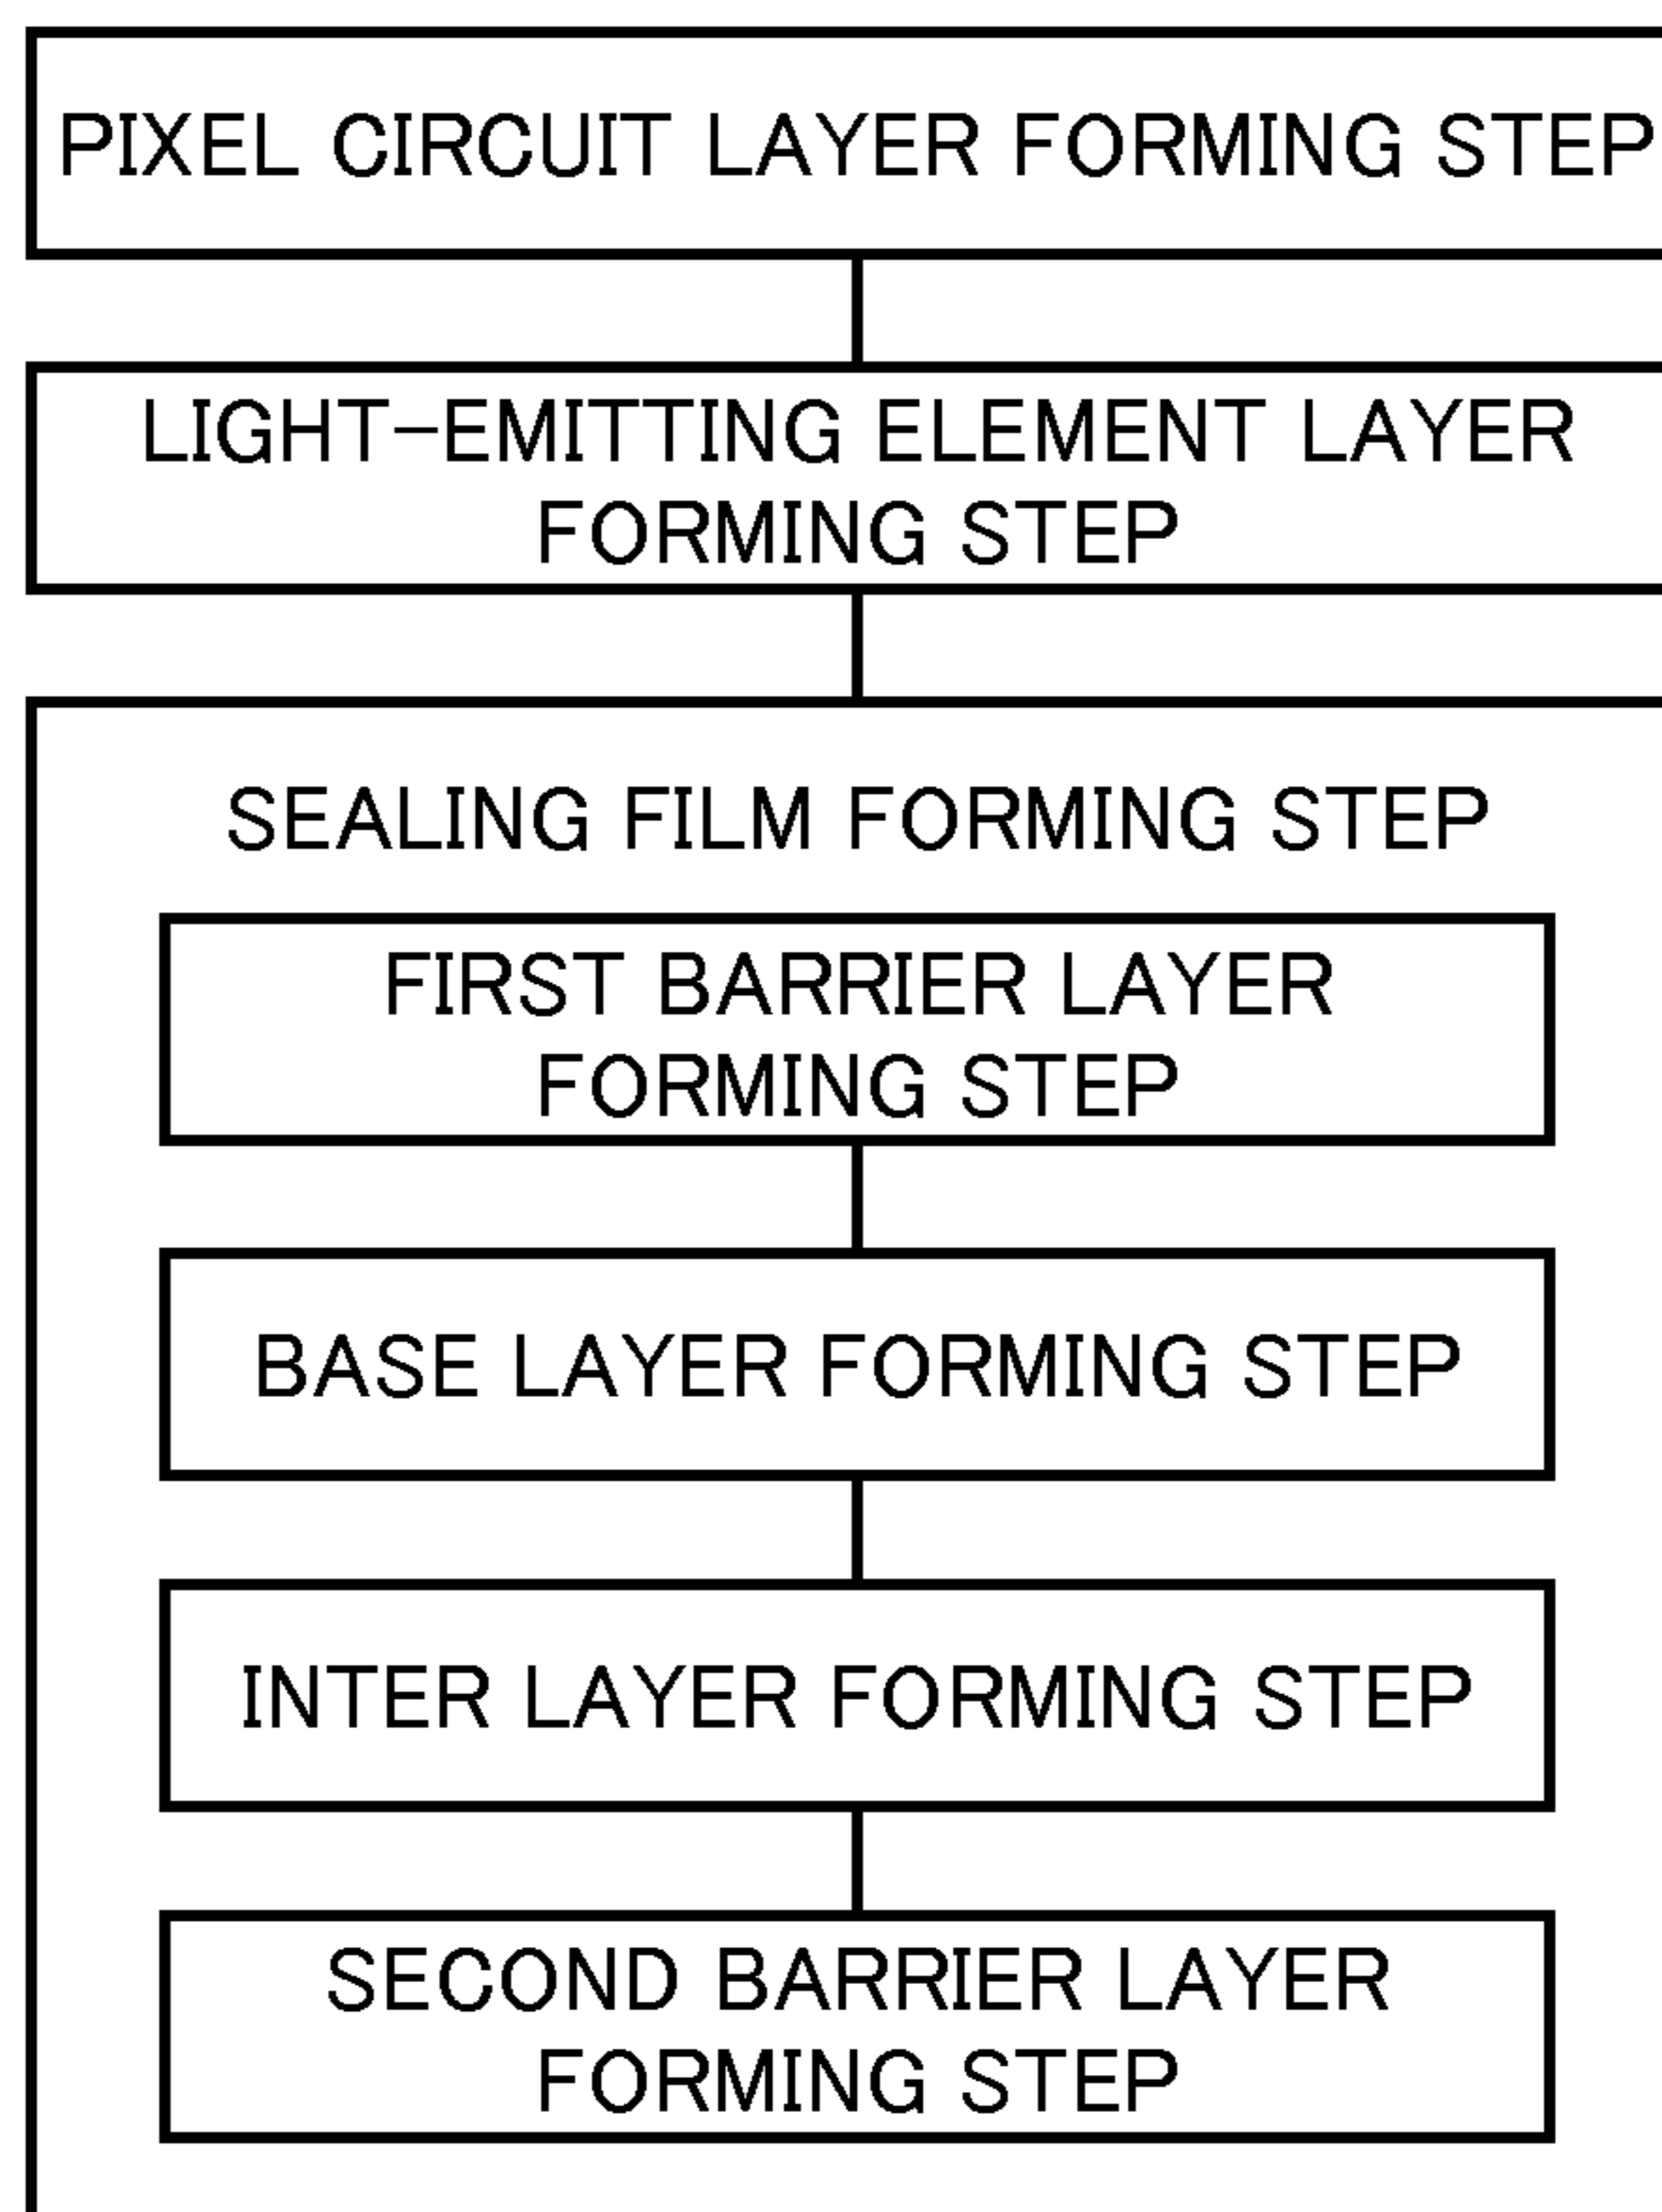 PIXEL CIRCUIT LAYER FORMING STEP
LIGHT-EMITTING ELEMENT LAYER
FORMING STEP
SEALING FILM FORMING STEP
FIRST BARRIER LAYER
FORMING STEP
BASE LAYER FORMING STEP
INTER LAYER FORMING STEP
SECOND BARRIER LAYER
FORMING STEP